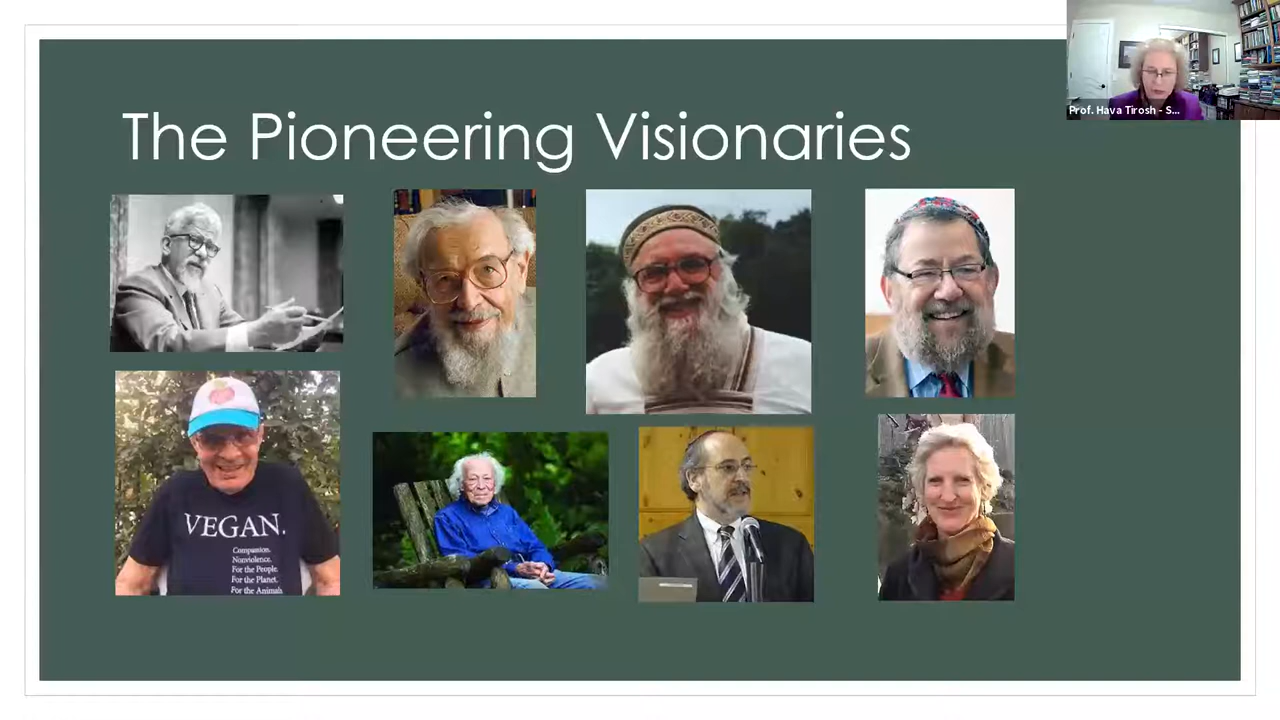 The Pioneering Visionaries
Prof. Hava Tirosh - S...
VEGAN.
Compassion.
Nonviolence.
For the People.
For the Planet.
For the Animals